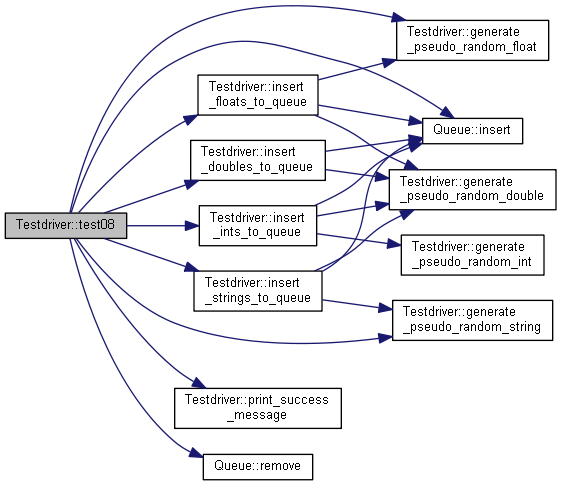 Testdriver::generate
_pseudo_random_float
Testdriver::insert
_floats_to_queue
Queue::insert
Testdriver::insert
_doubles_to_queue
Testdriver::generate
_pseudo_random_double
Testdriver::test08
Testdriver::insert
_ints_to_queue
Testdriver::generate
_pseudo_random_int
Testdriver::insert
_strings_to_queue
Testdriver::generate
_pseudo_random_string
Testdriver::print_success
_message
Queue::remove